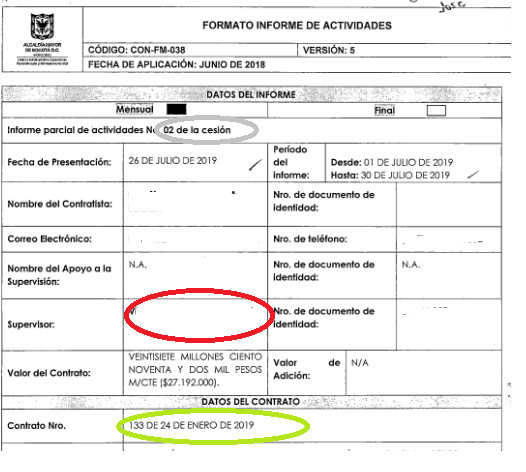 José
ALCALDÍA MAYOR
DE BOGOTÁ D.C.
FORMATO INFORME DE ACTIVIDADES
CÓDIGO: CON-FM-038
VERSIÓN: 5
FECHA DE APLICACIÓN: JUNIO DE 2018
DATOS DEL INFORME
Mensual
Final
Informe parcial de actividades No 02 de la cesión
Fecha de Presentación:
26 DE JULIO DE 2019
Período
del
informe:
Desde: 01 DE JULIO DE 2019
Hasta: 30 DE JULIO DE 2019
Nombre del Contratista:
Nro. de documento de
identidad:
Correo Electrónico:
Nro. de teléfono:
Nombre del Apoyo a la
Supervisión:
N.A.
Nro. de documento de
identidad:
N.A.
Supervisor:
Nro. de documento de
identidad:
Valor del Contrato:
VEINTISIETE MILLONES CIENTO
NOVENTA Y DOS MIL PESOS
M/CTE ($27.192.000).
Valor de
Adición:
N/A
DATOS DEL CONTRATO
Contrato Nro.
133 DE 24 DE ENERO DE 2019